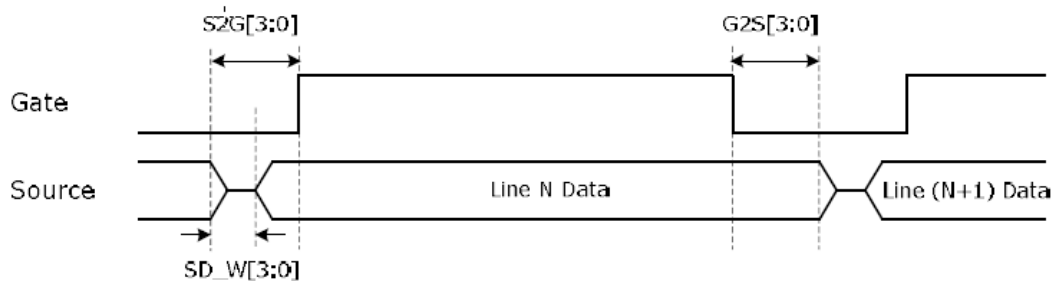 S2G[3:0] G2S[3:0]
Gate
Source Line N Data Line (N+1) Data
SD_W[3:0]